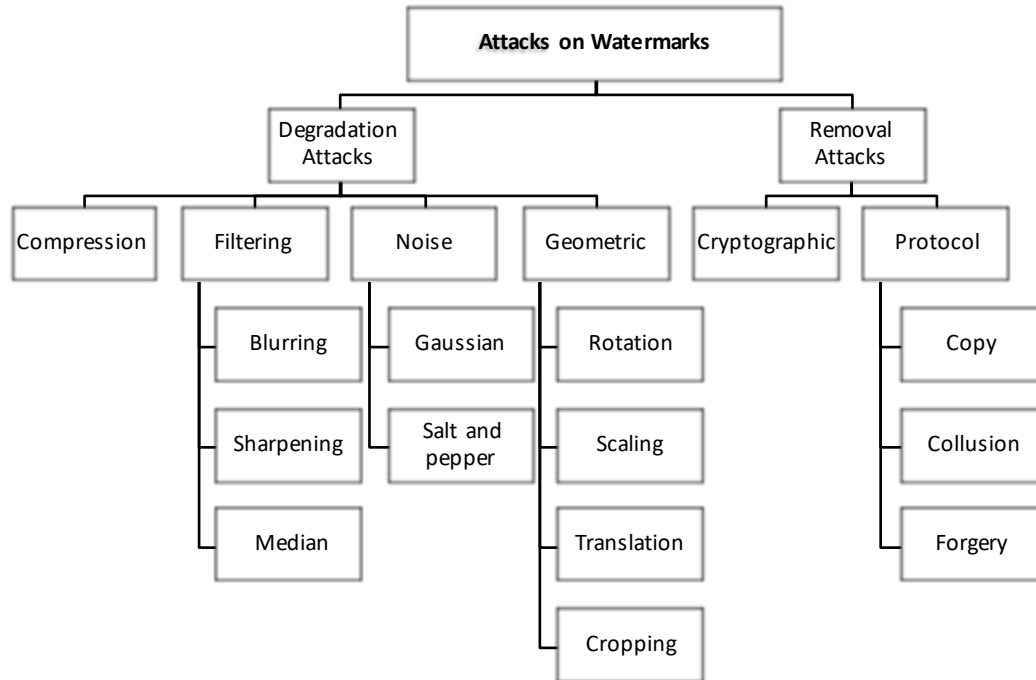 Attacks on Watermarks
Degradation
Attacks
Removal
Attacks
Compression
Filtering
Noise
Geometric
Cryptographic
Protocol
Blurring
Gaussian
Rotation
Copy
Sharpening
Salt and
pepper
Scaling
Collusion
Median
Translation
Forgery
Cropping